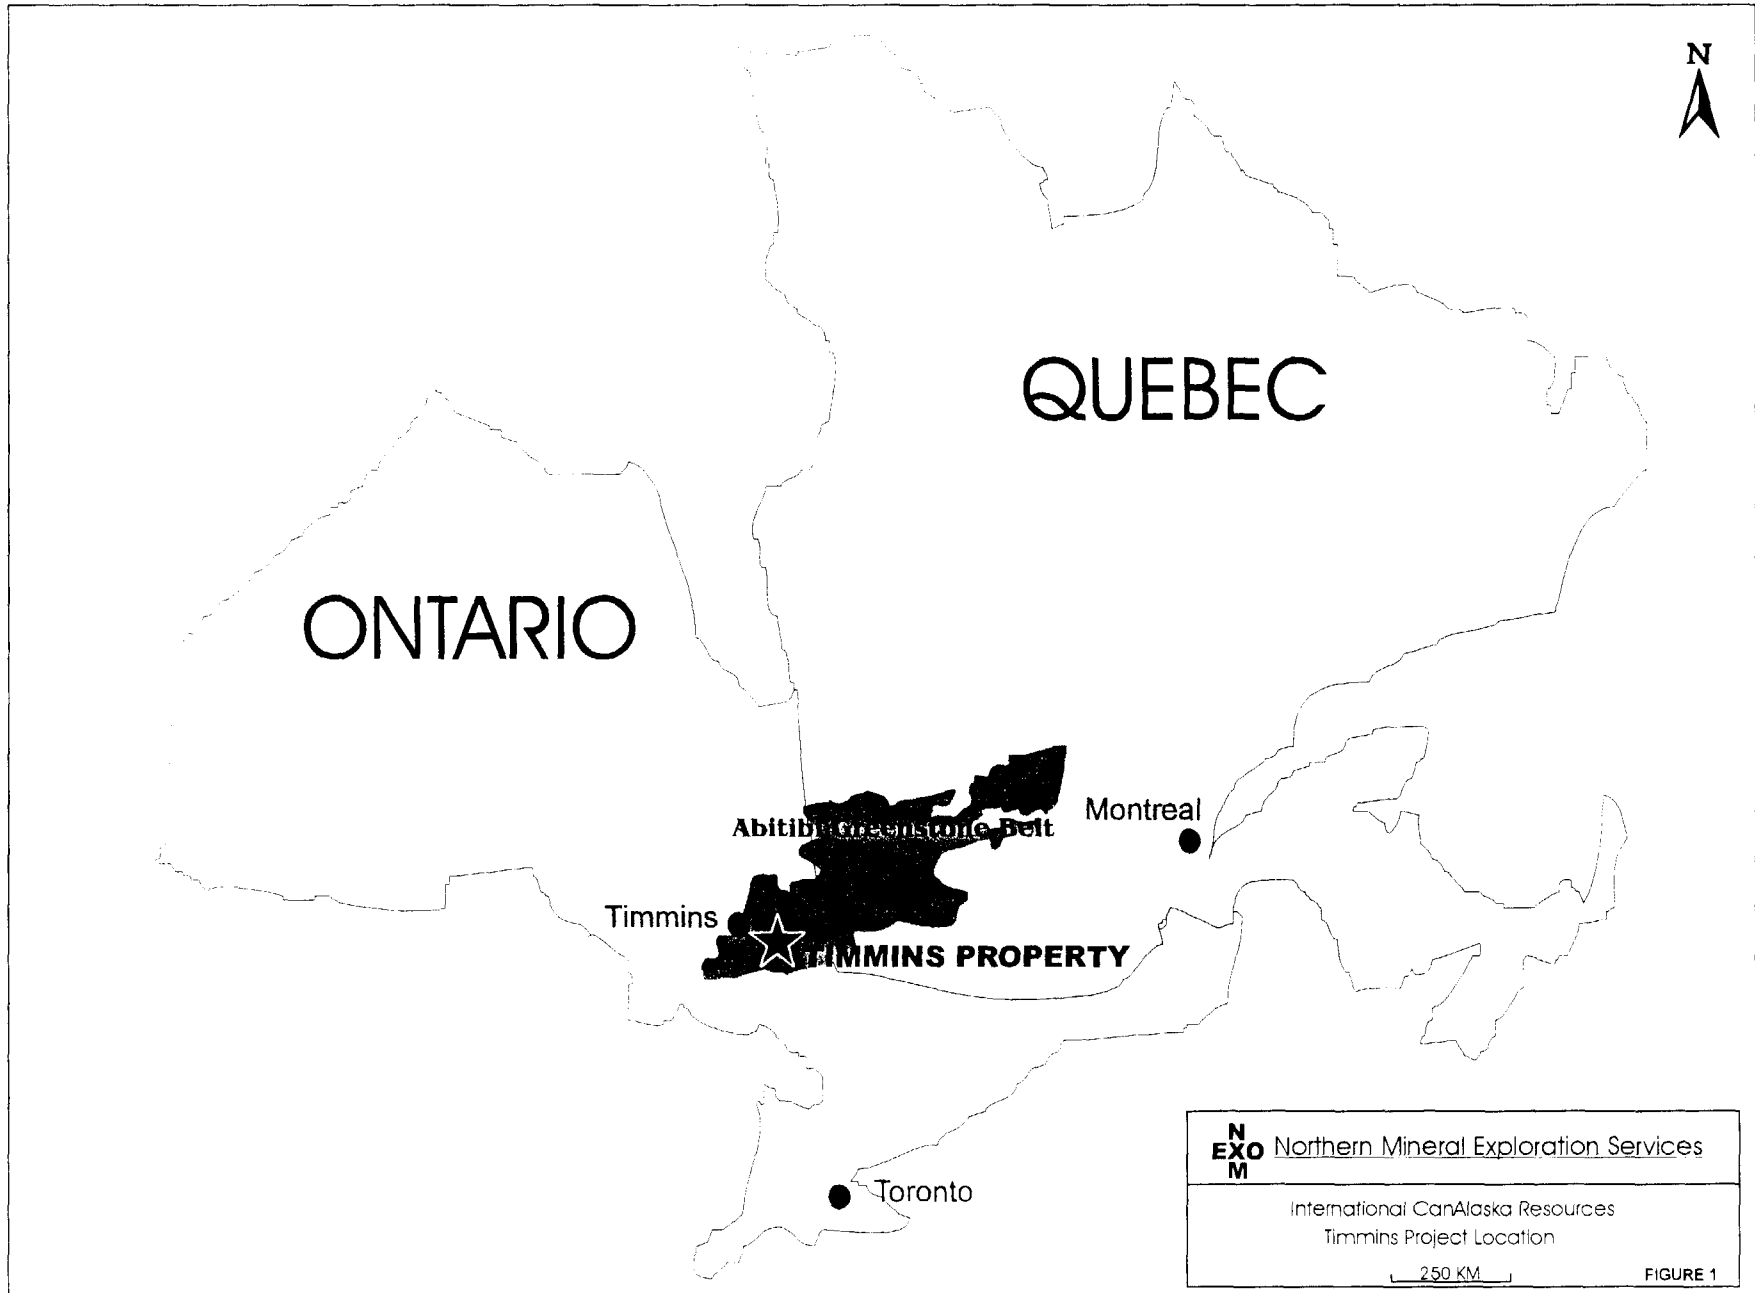 N
QUEBEC
ONTARIO
Montreal
Abitibi Greenstone Belt
Timmins
TIMMINS PROPERTY
Toronto
N
EXO
M
Northern Mineral Exploration Services
International CanAlaska Resources
Timmins Project Location
250 KM
FIGURE 1